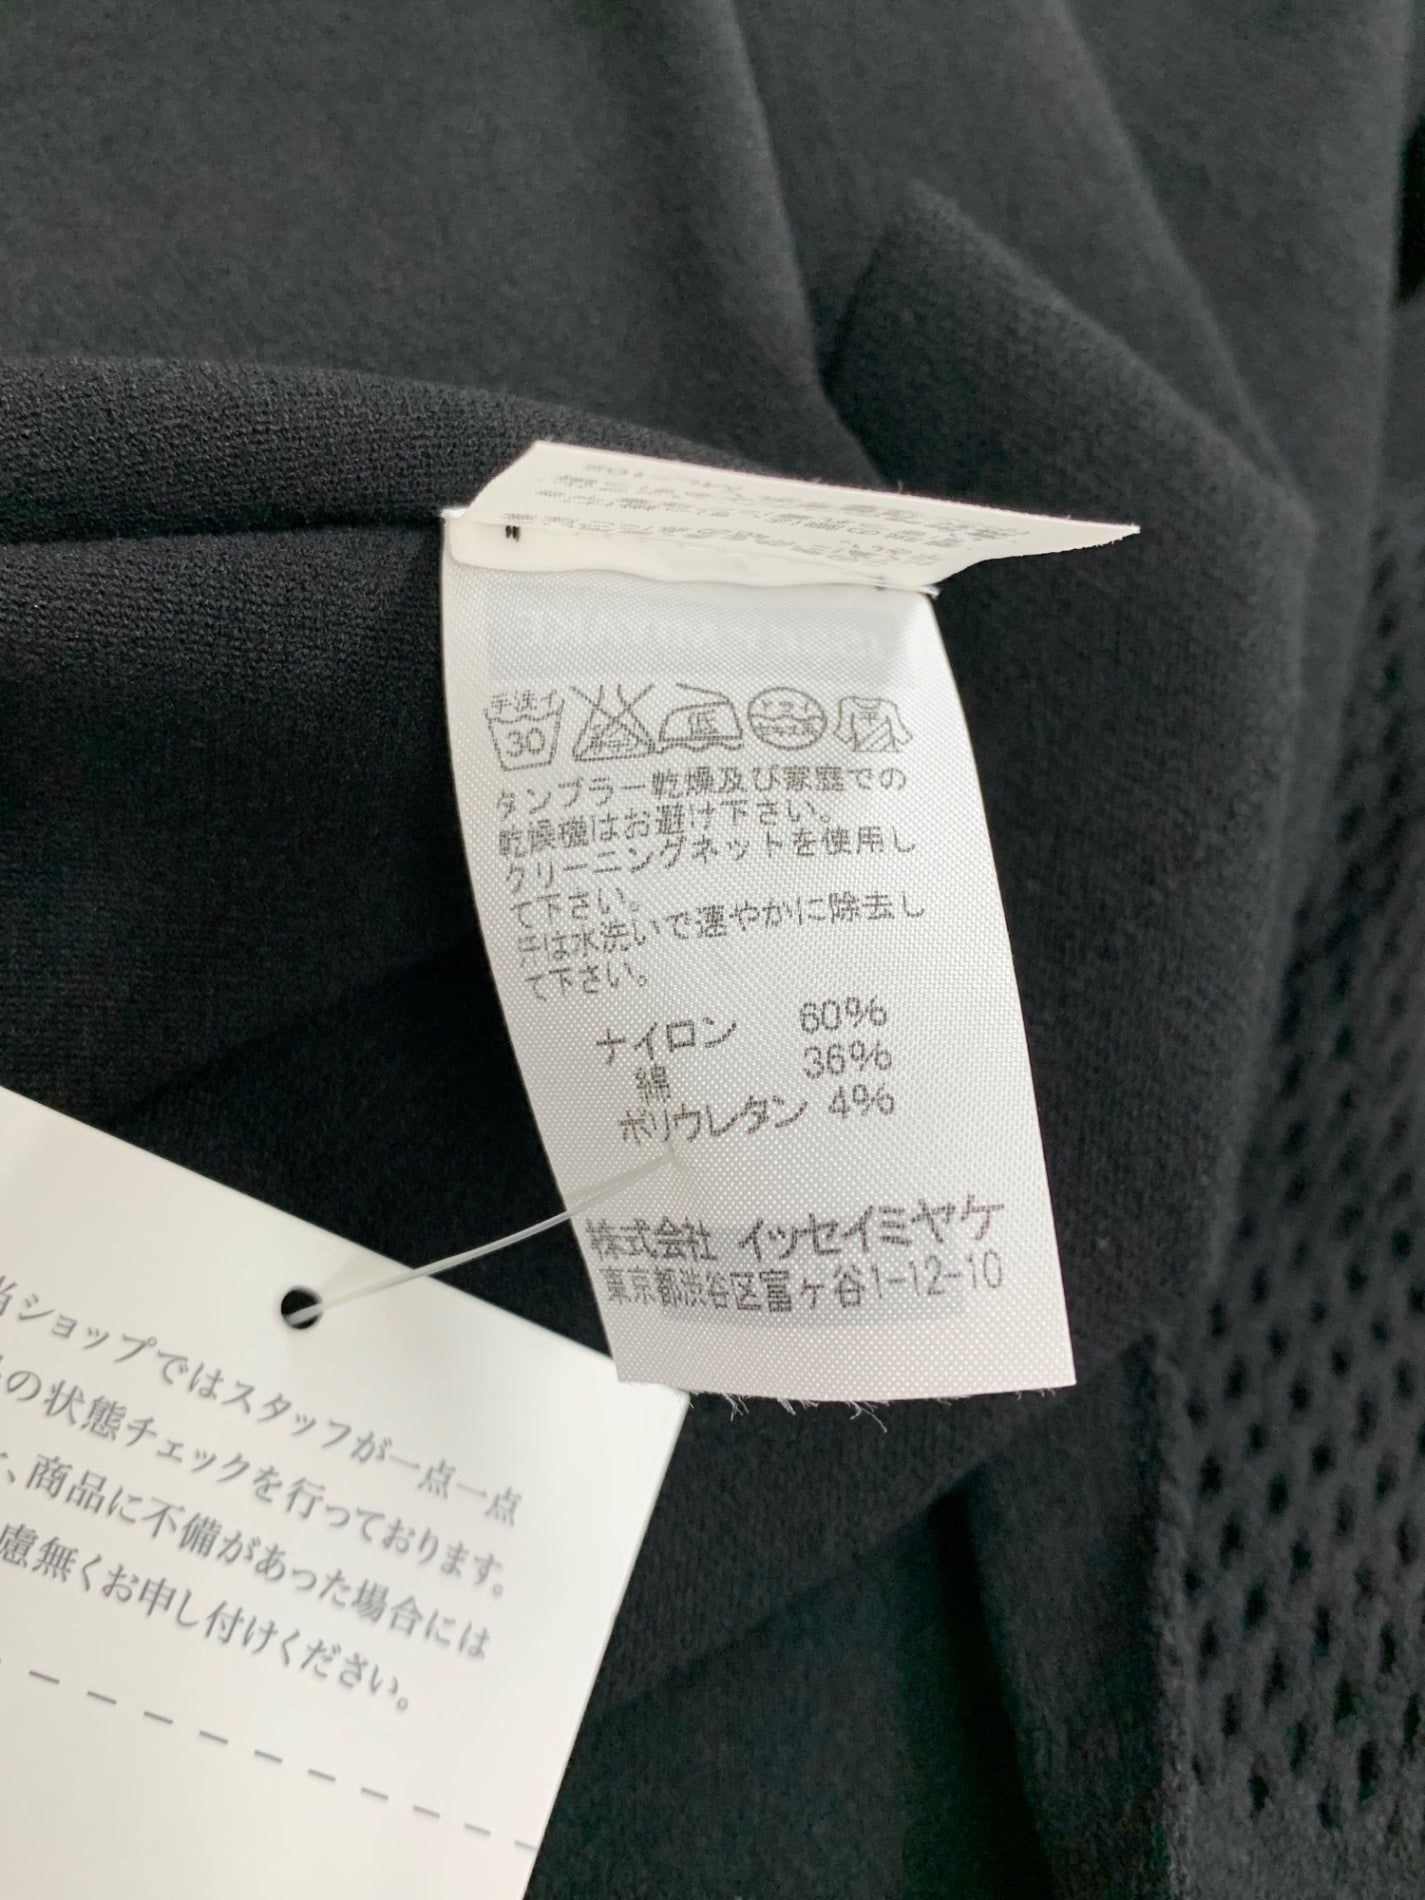 手洗イ
30
低
タンブラー乾燥及び家庭での
乾燥機はお避け下さい。
クリーニングネットを使用し
て下さい。
汗は水洗いで速やかに除去し
て下さい。
ナイロン 60%
綿 36%
ポリウレタン 4%
株式会社 イッセイミヤケ
東京都渋谷区富ケ谷1-12-10
当ショップではスタッフが一点一点
の状態チェックを行っております。
、商品に不備があった場合には
慮無くお申し付けください。